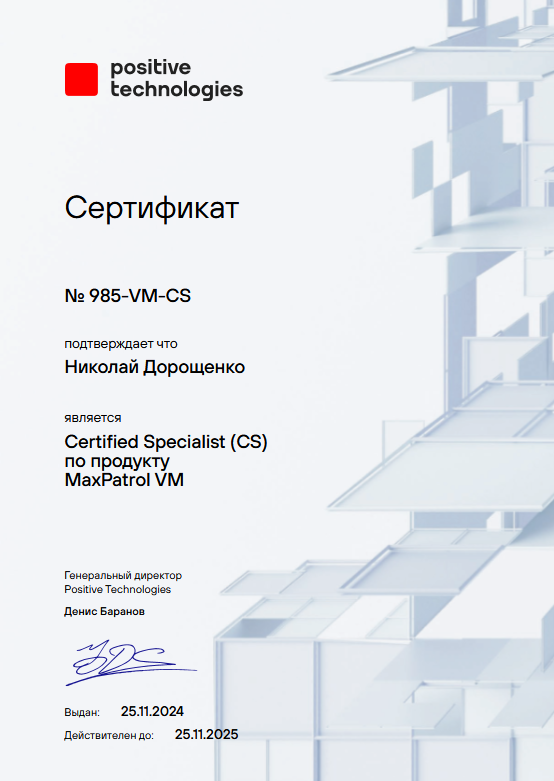 positive
technologies
Сертификат
№ 985-VM-CS
подтверждает что
Николай Дорощенко
является
Certified Specialist (CS)
по продукту
MaxPatrol VM
Генеральный директор
Positive Technologies
Денис Баранов
Выдан: 25.11.2024
Действителен до: 25.11.2025